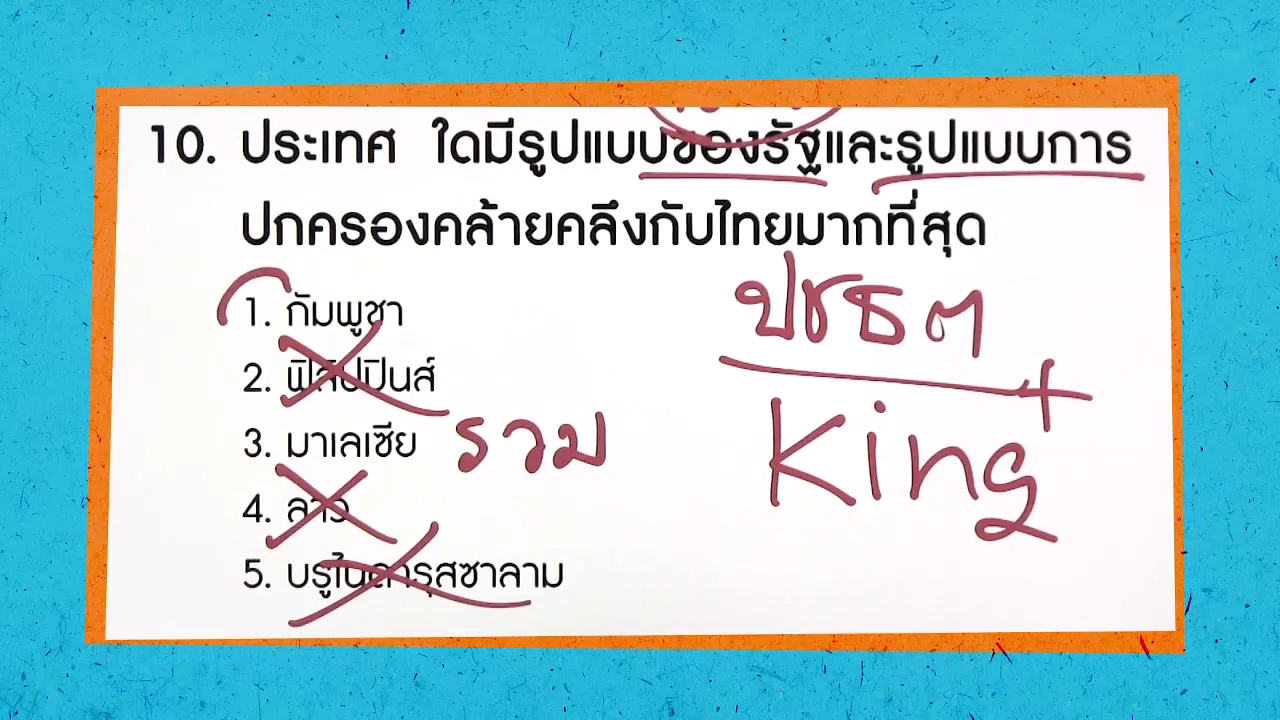 10. ประเทศ ใดมีรูปแบบของรัฐและรูปแบบการ
ปกครองคล้ายคลึงกับไทยมากที่สุด
1. กัมพูชา
2. ฟิลิปปินส์
3. มาเลเซีย รวม
4. ลาว
5. บรูไนดารุสซาลาม
ปชธต
+
King